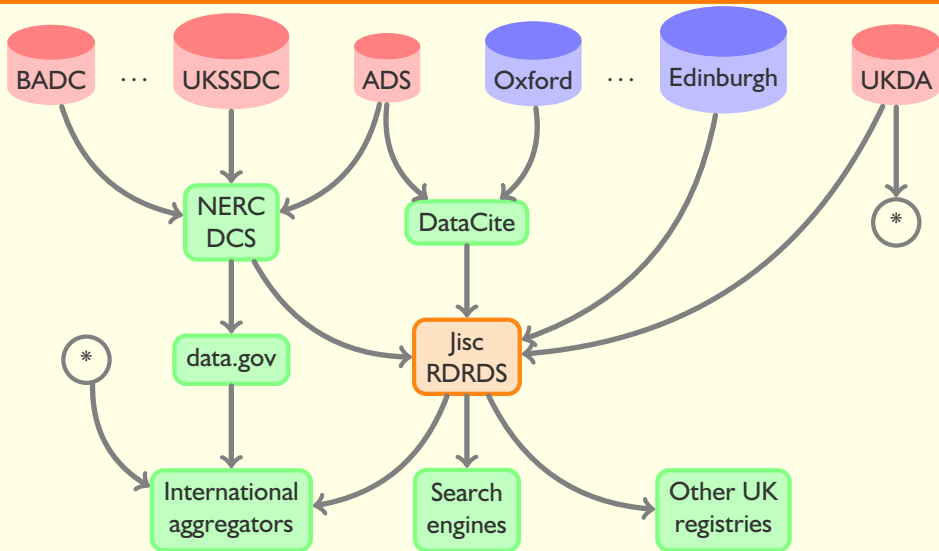 BADC
...
UKSSDC
ADS
Oxford
...
Edinburgh
UKDA
NERC
DCS
DataCite
*
*
data.gov
Jisc
RDRDS
International
aggregators
Search
engines
Other UK
registries